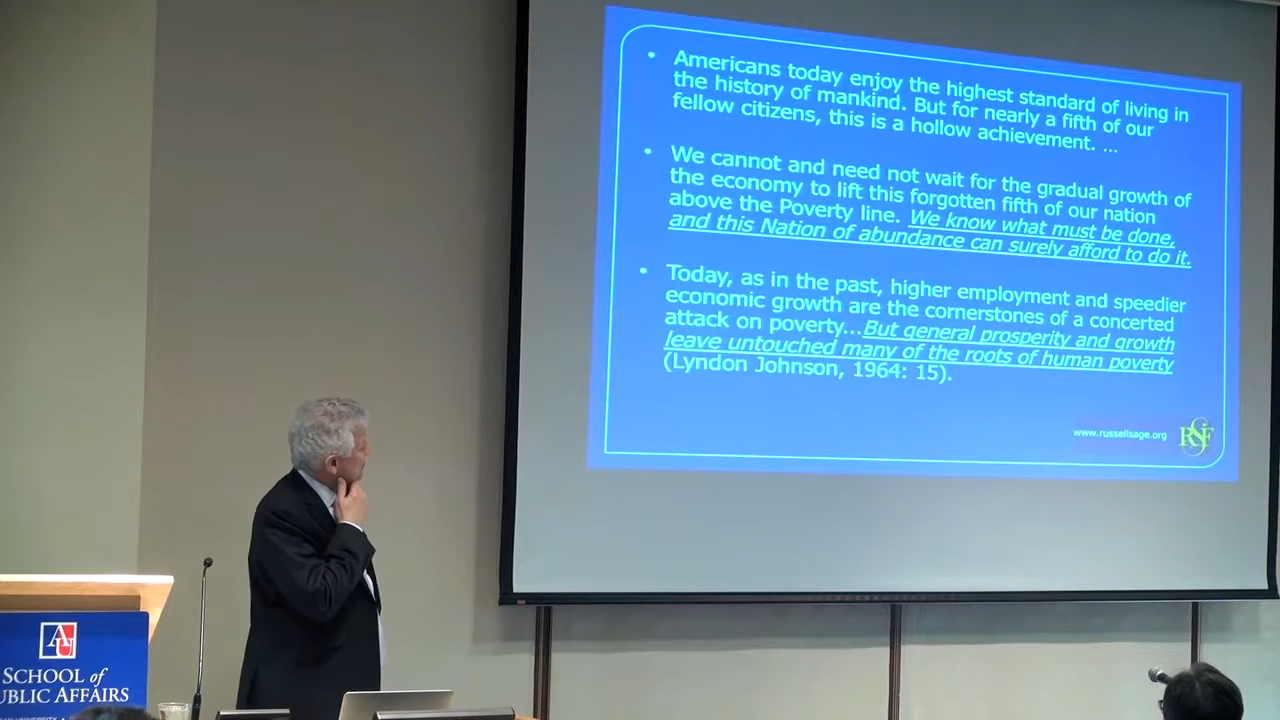 • Americans today enjoy the highest standard of living in
the history of mankind. But for nearly a fifth of our
fellow citizens, this is a hollow achievement. ...
• We cannot and need not wait for the gradual growth of
the economy to lift this forgotten fifth of our nation
above the Poverty line. We know what must be done,
and this Nation of abundance can surely afford to do it.
• Today, as in the past, higher employment and speedier
economic growth are the cornerstones of a concerted
attack on poverty...But general prosperity and growth
leave untouched many of the roots of human poverty
(Lyndon Johnson, 1964: 15).
www.russellsage.org
RSF
AU
SCHOOL of
UBLIC AFFAIRS